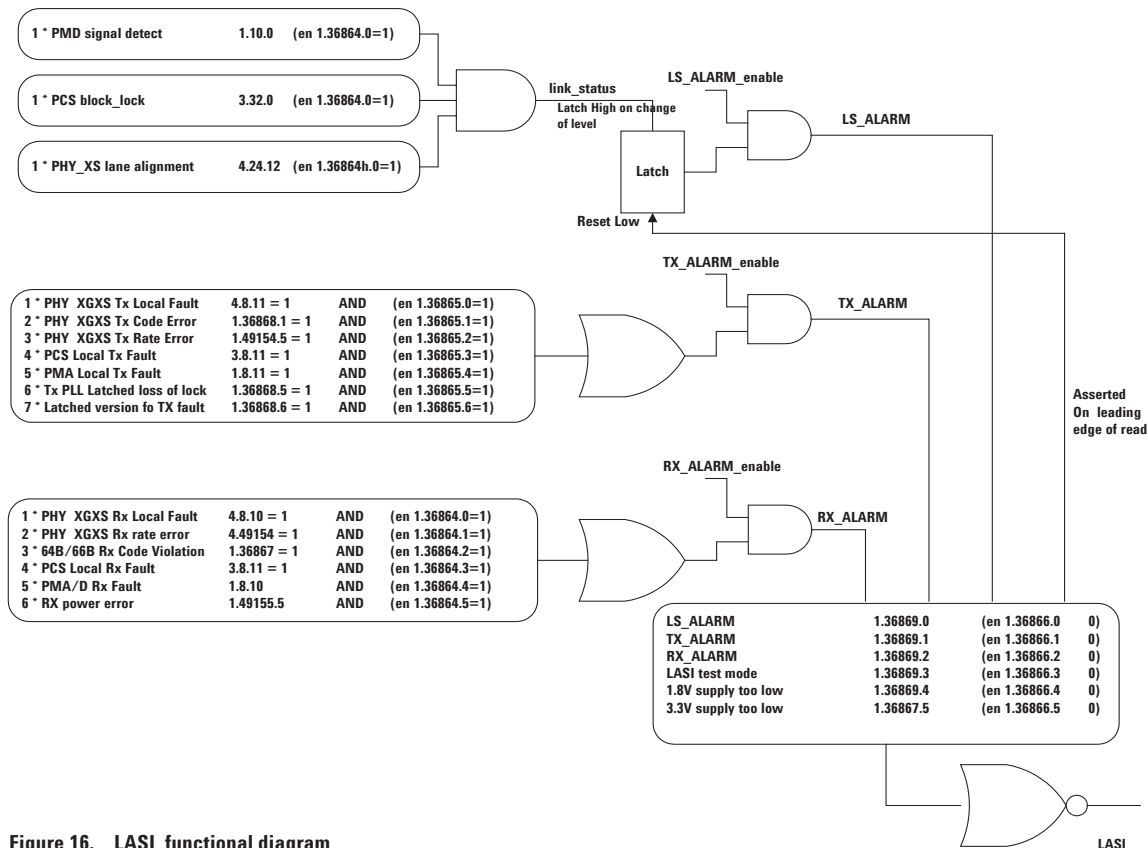 1 * PMD signal detect 1.10.0 (en 1.36864.0=1)
1 * PCS block_lock 3.32.0 (en 1.36864.0=1)
1 * PHY_XS lane alignment 4.24.12 (en 1.36864h.0=1)
link_status
Latch High on change
of level
LS_ALARM_enable
LS_ALARM
Latch
Reset Low
TX_ALARM_enable
TX_ALARM
1 * PHY XGXS Tx Local Fault 4.8.11 = 1 AND (en 1.36865.0=1)
2 * PHY XGXS Tx Code Error 1.36868.1 = 1 AND (en 1.36865.1=1)
3 * PHY XGXS Tx Rate Error 1.49154.5 = 1 AND (en 1.36865.2=1)
4 * PCS Local Tx Fault 3.8.11 = 1 AND (en 1.36865.3=1)
5 * PMA Local Tx Fault 1.8.11 = 1 AND (en 1.36865.4=1)
6 * Tx PLL Latched loss of lock 1.36868.5 = 1 AND (en 1.36865.5=1)
7 * Latched version fo TX fault 1.36868.6 = 1 AND (en 1.36865.6=1)
Asserted
On leading
edge of read
RX_ALARM_enable
RX_ALARM
1 * PHY XGXS Rx Local Fault 4.8.10 = 1 AND (en 1.36864.0=1)
2 * PHY XGXS Rx rate error 4.49154 = 1 AND (en 1.36864.1=1)
3 * 64B/66B Rx Code Violation 1.36867 = 1 AND (en 1.36864.2=1)
4 * PCS Local Rx Fault 3.8.11 = 1 AND (en 1.36864.3=1)
5 * PMA/D Rx Fault 1.8.10 AND (en 1.36864.4=1)
6 * RX power error 1.49155.5 AND (en 1.36864.5=1)
LS_ALARM 1.36869.0 (en 1.36866.0 0)
TX_ALARM 1.36869.1 (en 1.36866.1 0)
RX_ALARM 1.36869.2 (en 1.36866.2 0)
LASI test mode 1.36869.3 (en 1.36866.3 0)
1.8V supply too low 1.36869.4 (en 1.36866.4 0)
3.3V supply too low 1.36867.5 (en 1.36866.5 0)
LASI
Figure 16. LASI functional diagram